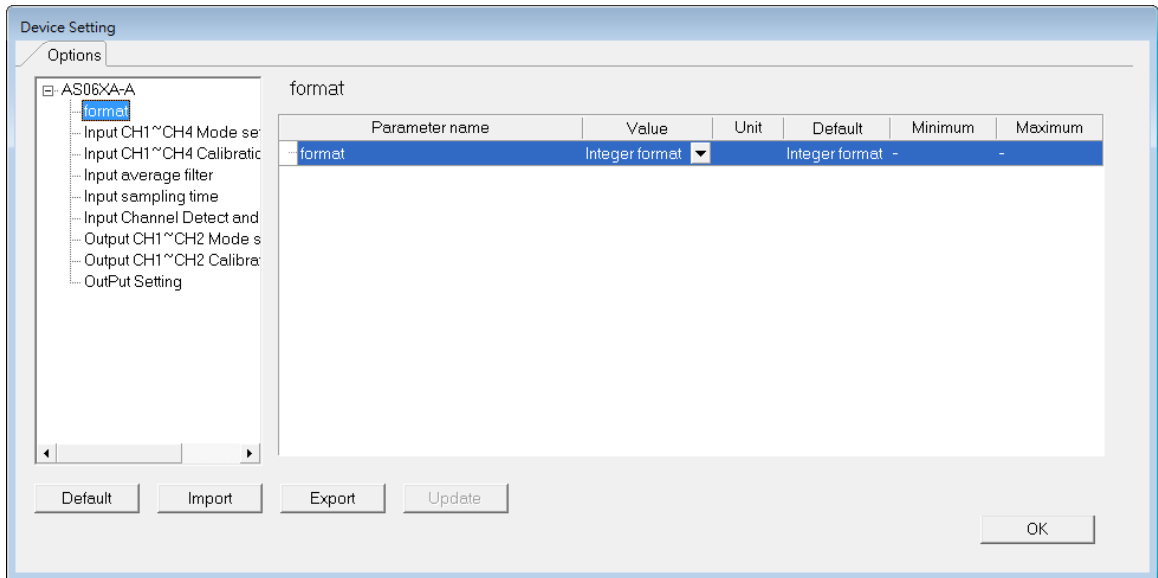 Device Setting
Options
AS06XA-A
format
Input CH1~CH4 Mode se
Input CH1~CH4 Calibratic
Input average filter
Input sampling time
Input Channel Detect and
Output CH1~CH2 Mode s
Output CH1~CH2 Calibra
OutPut Setting
format
Parameter name Value Unit Default Minimum Maximum
format Integer format Integer format - -
Default Import Export Update
OK